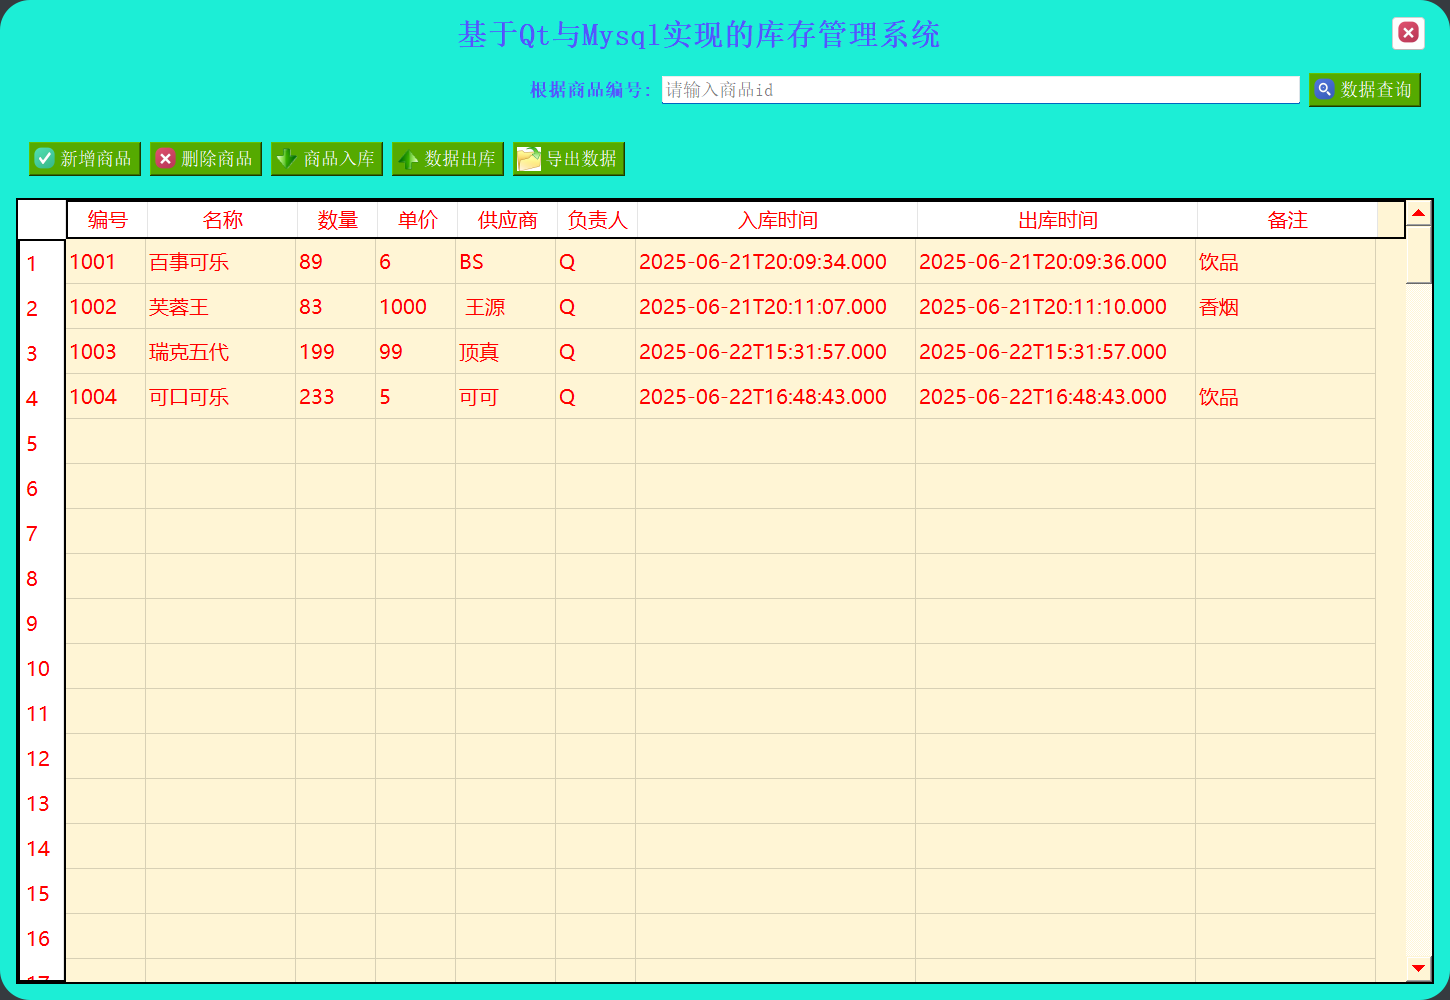 基于Qt与Mysql实现的库存管理系统
根据商品编号: 请输入商品id 数据查询
新增商品 删除商品 商品入库 数据出库 导出数据
编号 名称 数量 单价 供应商 负责人 入库时间 出库时间 备注
1 1001 百事可乐 89 6 BS Q 2025-06-21T20:09:34.000 2025-06-21T20:09:36.000 饮品
2 1002 芙蓉王 83 1000 王源 Q 2025-06-21T20:11:07.000 2025-06-21T20:11:10.000 香烟
3 1003 瑞克五代 199 99 顶真 Q 2025-06-22T15:31:57.000 2025-06-22T15:31:57.000
4 1004 可口可乐 233 5 可可 Q 2025-06-22T16:48:43.000 2025-06-22T16:48:43.000 饮品
5
6
7
8
9
10
11
12
13
14
15
16
17